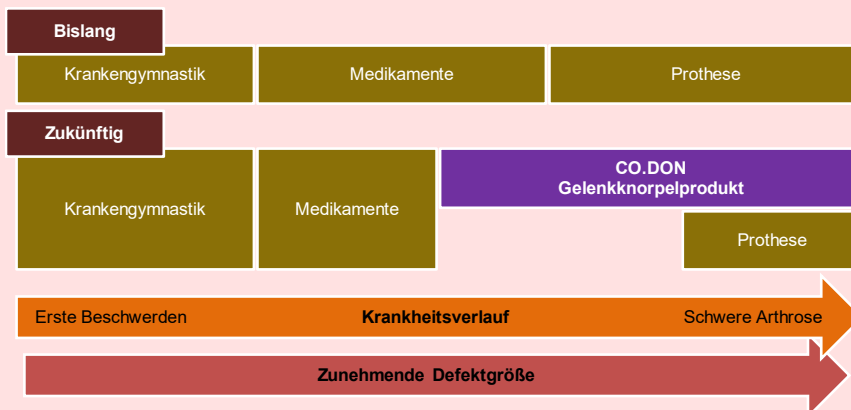 Bislang
Krankengymnastik
Medikamente
Prothese
Zukünftig
Krankengymnastik
Medikamente
CO.DON
Gelenkknorpelprodukt
Prothese
Erste Beschwerden
Krankheitsverlauf
Schwere Arthrose
Zunehmende Defektgröße